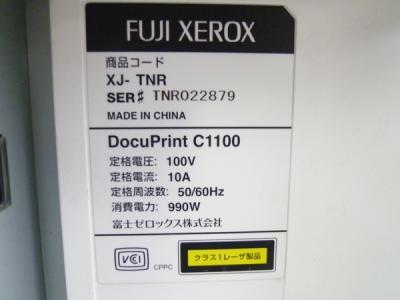 FUJI XEROX
商品コード
XJ- TNR
SER# TNR022879
MADE IN CHINA
DocuPrint C1100
定格電圧: 100V
定格電流: 10A
定格周波数: 50/60Hz
消費電力: 990W
富士ゼロックス株式会社
VCI
CPPC
クラス1レーザ製品